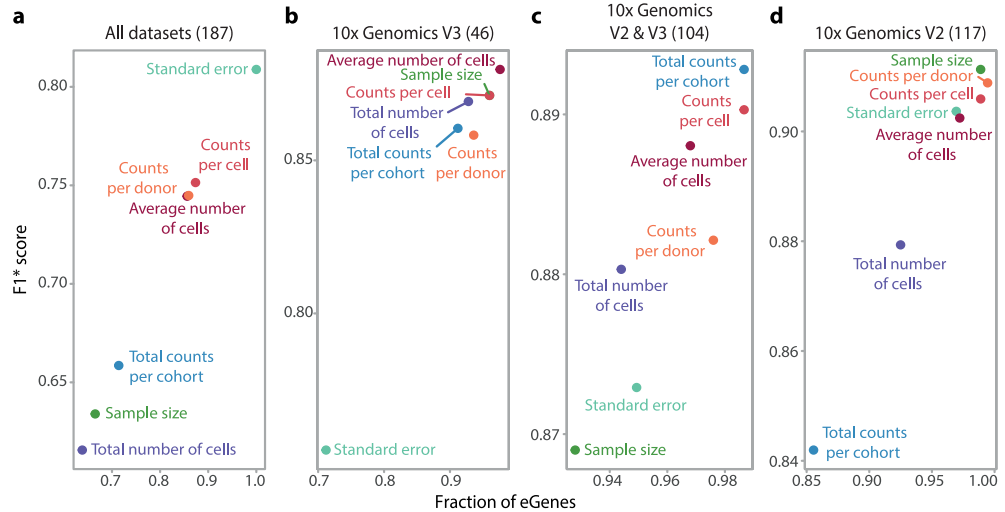 a
All datasets (187)
F1* score
0.80
0.75
0.70
0.65
0.7
0.8
0.9
1.0
Standard error
Counts
per cell
Counts
per donor
Average number
of cells
Total counts
per cohort
Sample size
Total number of cells
b
10x Genomics V3 (46)
0.85
0.80
0.7
0.8
0.9
Average number of cells
Sample size
Counts per cell
Total number
of cells
Total counts
per cohort
Counts
per donor
Standard error
c
10x Genomics
V2 & V3 (104)
0.89
0.88
0.87
0.94
0.96
0.98
Total counts
per cohort
Counts
per cell
Average number
of cells
Counts
per donor
Total number
of cells
Standard error
Sample size
d
10x Genomics V2 (117)
0.90
0.88
0.86
0.84
0.85
0.90
0.95
1.00
Sample size
Counts per donor
Counts per cell
Standard error
Average number
of cells
Total number
of cells
Total counts
per cohort
Fraction of eGenes